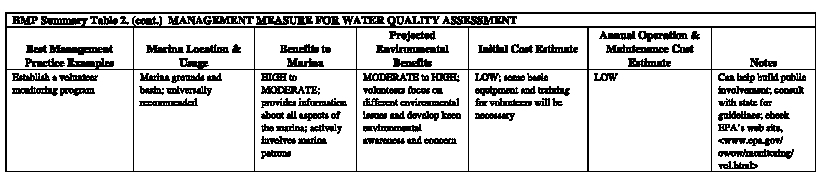 BMP Summary Table 2. (cont.) MANAGEMENT MEASURE FOR WATER QUALITY ASSESSMENT
Best Management
Practice Examples
Marina Location &
Usage
Benefits to
Marina
Projected
Environmental
Benefits
Initial Cost Estimate
Annual Operation &
Maintenance Cost
Estimate
Notes
Establish a volunteer
monitoring program
Marina grounds and
basin; universally
recommended
HIGH to
MODERATE;
provides information
about all aspects of
the marina; actively
involves marina
patrons
MODERATE to HIGH;
volunteers focus on
different environmental
issues and develop keen
environmental
awareness and concern
LOW; some basic
equipment and training
for volunteers will be
necessary
LOW
Can help build public
involvement; consult
with state for
guidelines; check
EPA's web site,
<www.epa.gov/
owow/monitoring/
vol.html>